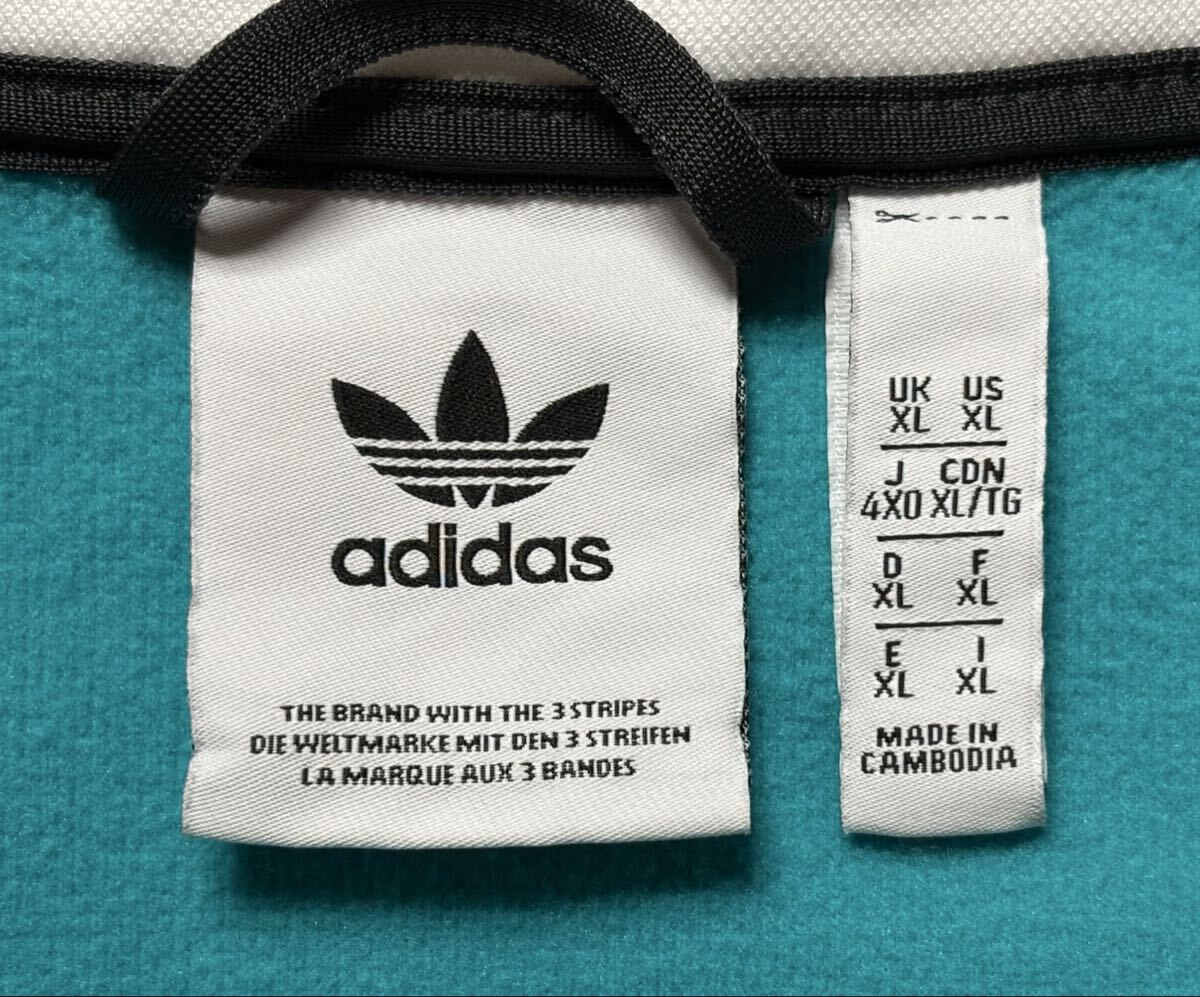 adidas
THE BRAND WITH THE 3 STRIPES
DIE WELTMARKE MIT DEN 3 STREIFEN
LA MARQUE AUX 3 BANDES
UK US
XL XL
J CDN
4XO XL/TG
D F
XL XL
E I
XL XL
MADE IN
CAMBODIA